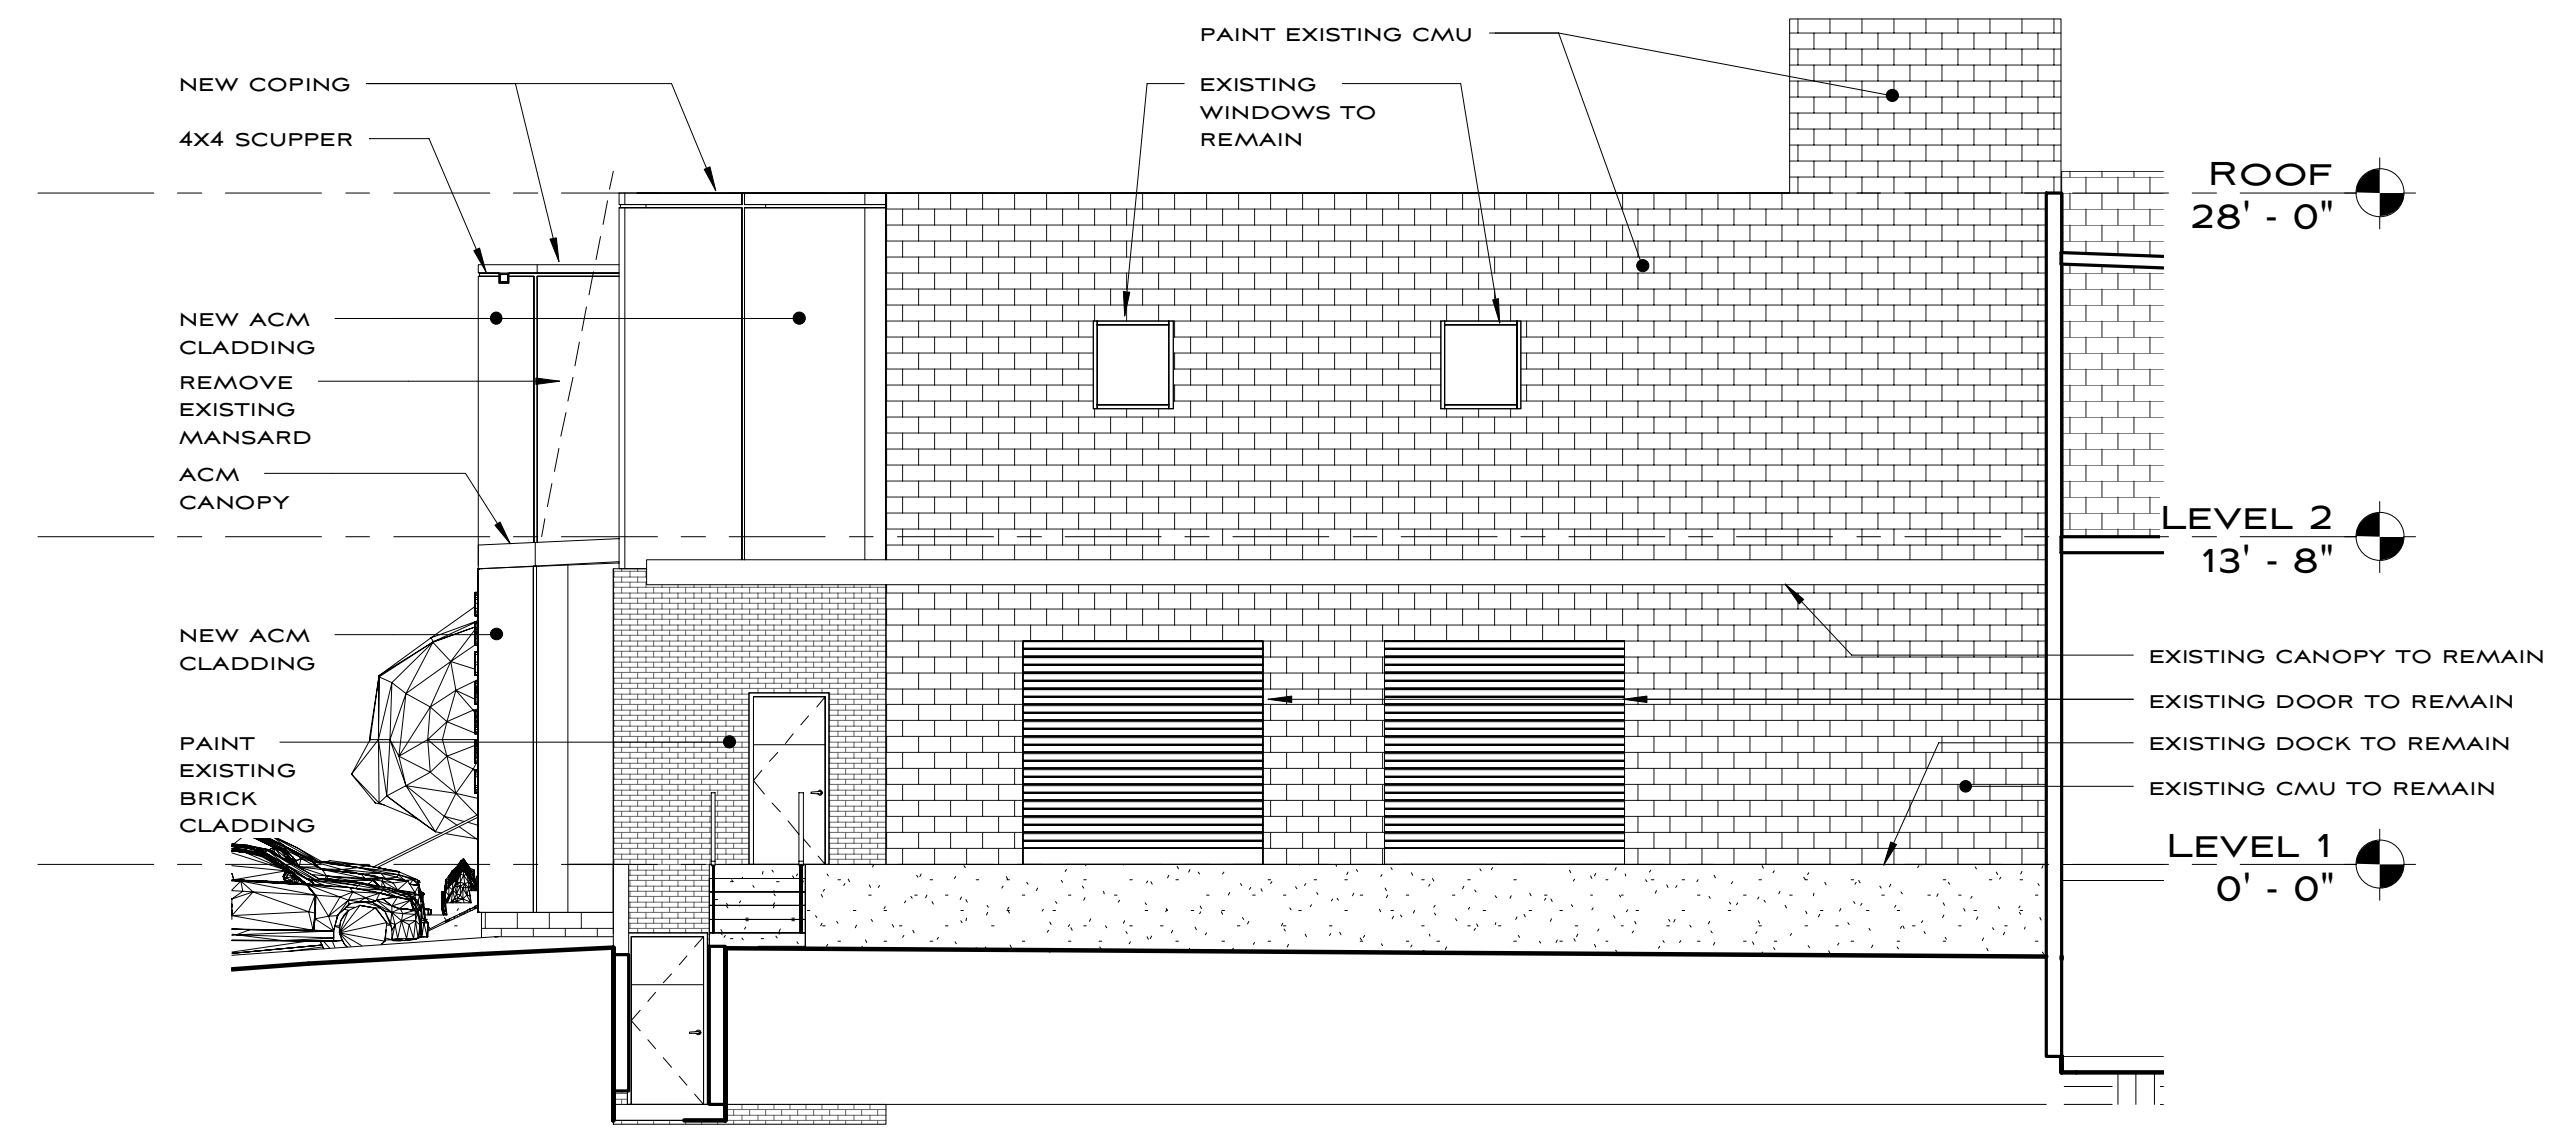 PAINT EXISTING CMU
NEW COPING
4X4 SCUPPER
EXISTING
WINDOWS TO
REMAIN
NEW ACM
CLADDING
REMOVE
EXISTING
MANSARD
ACM
CANOPY
NEW ACM
CLADDING
PAINT
EXISTING
BRICK
CLADDING
ROOF
28' - 0"
LEVEL 2
13' - 8"
EXISTING CANOPY TO REMAIN
EXISTING DOOR TO REMAIN
EXISTING DOCK TO REMAIN
EXISTING CMU TO REMAIN
LEVEL 1
0' - 0"